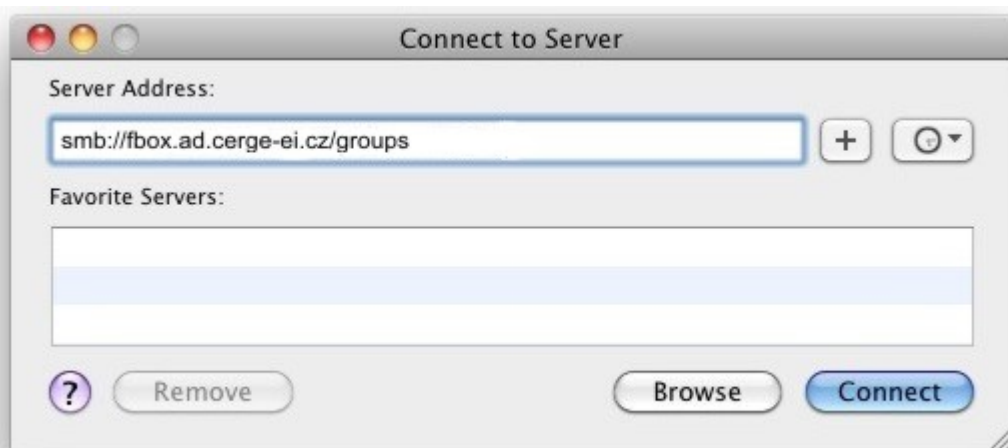 Connect to Server
Server Address:
smb://fbox.ad.cerge-ei.cz/groups
+
Favorite Servers:
? Remove Browse Connect